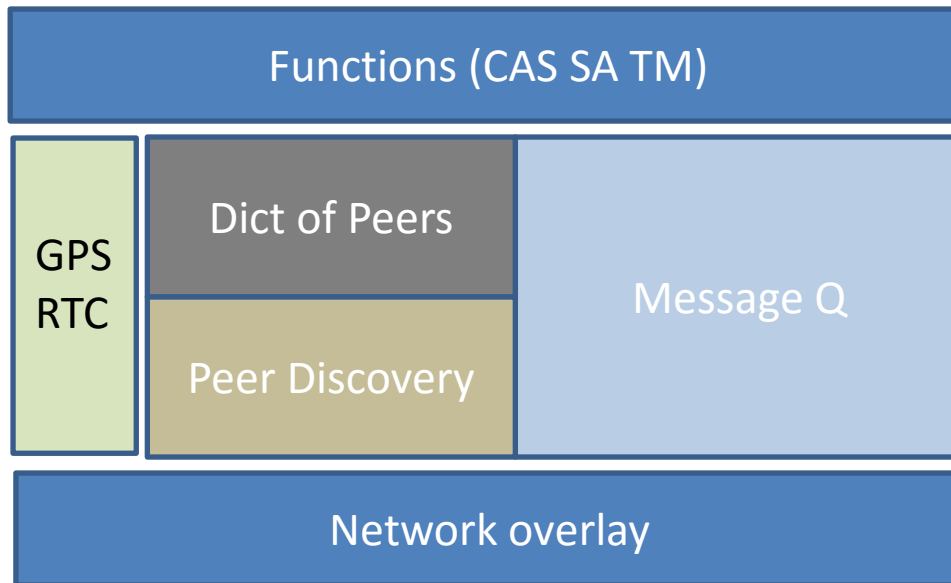 Functions (CAS SA TM)
GPS
RTC
Dict of Peers
Peer Discovery
Message Q
Network overlay